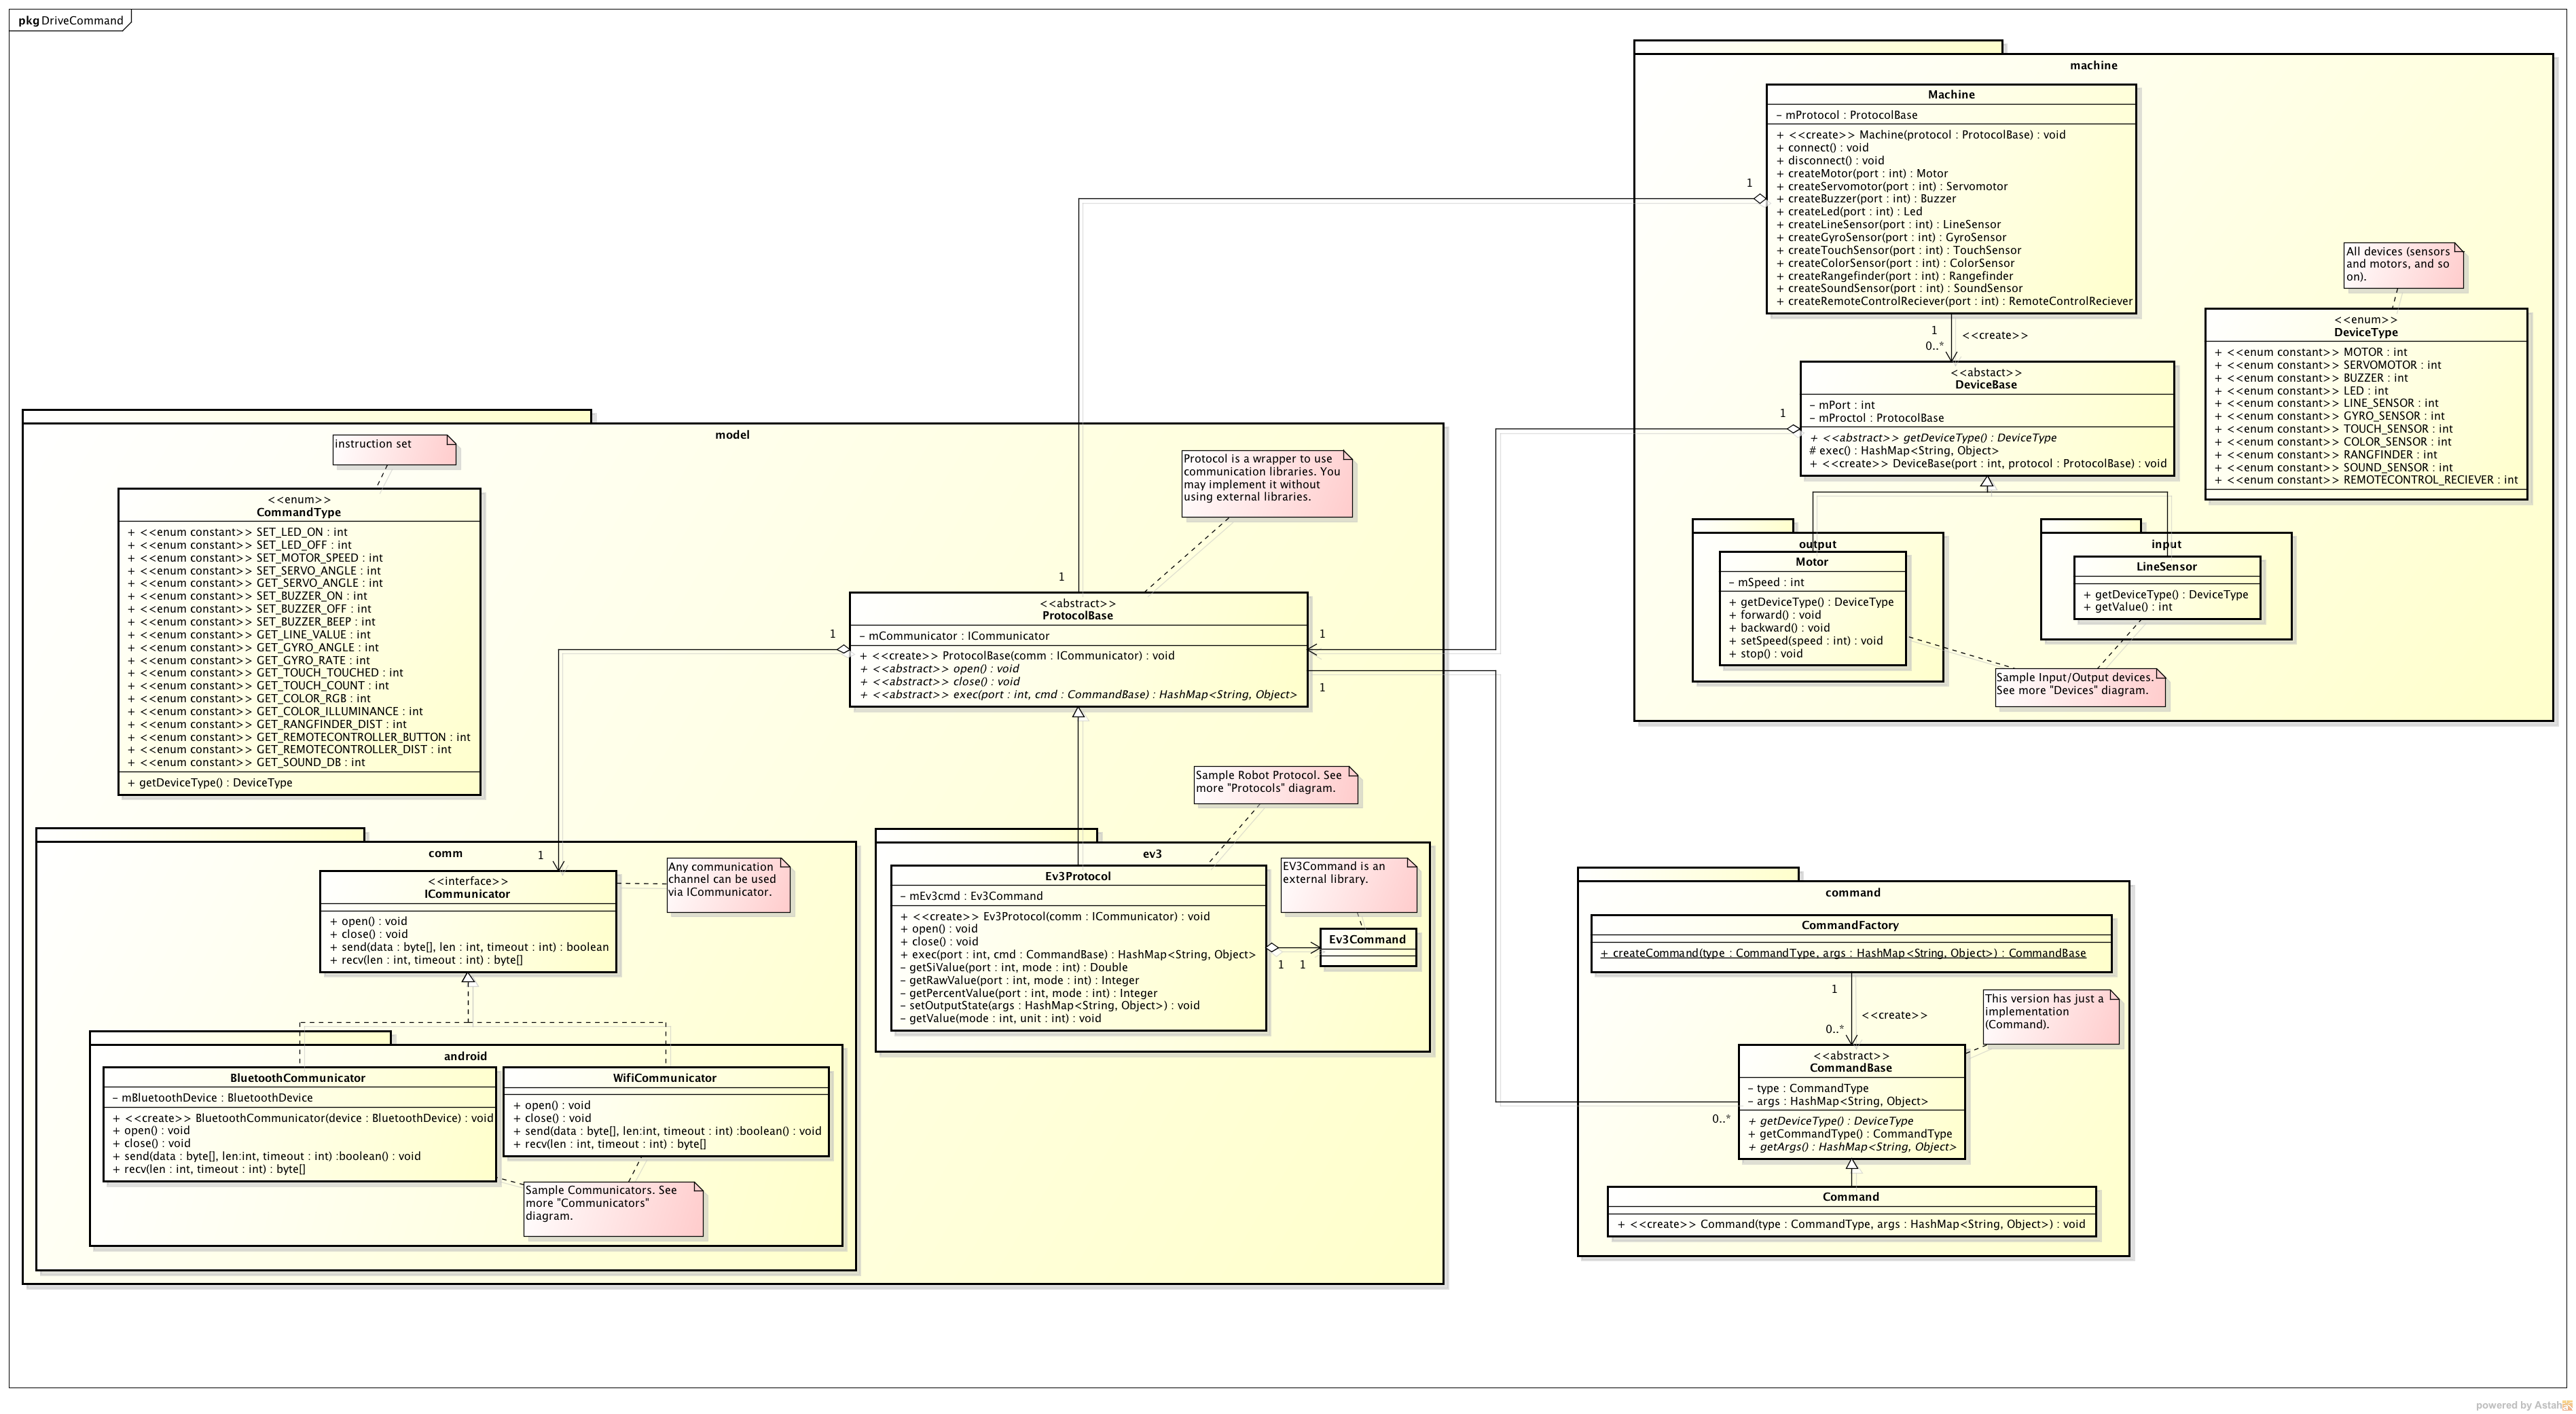 pkg DriveCommand
machine
Machine
– mProtocol : ProtocolBase
+ <<create>> Machine(protocol : ProtocolBase) : void
+ connect() : void
+ disconnect() : void
+ createMotor(port : int) : Motor
+ createServomotor(port : int) : Servomotor
+ createBuzzer(port : int) : Buzzer
+ createLed(port : int) : Led
+ createLineSensor(port : int) : LineSensor
+ createGyroSensor(port : int) : GyroSensor
+ createTouchSensor(port : int) : TouchSensor
+ createColorSensor(port : int) : ColorSensor
+ createRangefinder(port : int) : Rangefinder
+ createSoundSensor(port : int) : SoundSensor
+ createRemoteControlReciever(port : int) : RemoteControlReciever
1
1
<<create>>
0..*
All devices (sensors
and motors, and so
on).
<<enum>>
DeviceType
+ <<enum constant>> MOTOR : int
+ <<enum constant>> SERVOMOTOR : int
+ <<enum constant>> BUZZER : int
+ <<enum constant>> LED : int
+ <<enum constant>> LINE_SENSOR : int
+ <<enum constant>> GYRO_SENSOR : int
+ <<enum constant>> TOUCH_SENSOR : int
+ <<enum constant>> COLOR_SENSOR : int
+ <<enum constant>> RANGFINDER : int
+ <<enum constant>> SOUND_SENSOR : int
+ <<enum constant>> REMOTECONTROL_RECIEVER : int
<<abstact>>
DeviceBase
– mPort : int
– mProctol : ProtocolBase
+ <<abstract>> getDeviceType() : DeviceType
# exec() : HashMap<String, Object>
+ <<create>> DeviceBase(port : int, protocol : ProtocolBase) : void
1
output
Motor
– mSpeed : int
+ getDeviceType() : DeviceType
+ forward() : void
+ backward() : void
+ setSpeed(speed : int) : void
+ stop() : void
input
LineSensor
+ getDeviceType() : DeviceType
+ getValue() : int
Sample Input/Output devices.
See more "Devices" diagram.
model
instruction set
<<enum>>
CommandType
+ <<enum constant>> SET_LED_ON : int
+ <<enum constant>> SET_LED_OFF : int
+ <<enum constant>> SET_MOTOR_SPEED : int
+ <<enum constant>> SET_SERVO_ANGLE : int
+ <<enum constant>> GET_SERVO_ANGLE : int
+ <<enum constant>> SET_BUZZER_ON : int
+ <<enum constant>> SET_BUZZER_OFF : int
+ <<enum constant>> SET_BUZZER_BEEP : int
+ <<enum constant>> GET_LINE_VALUE : int
+ <<enum constant>> GET_GYRO_ANGLE : int
+ <<enum constant>> GET_GYRO_RATE : int
+ <<enum constant>> GET_TOUCH_TOUCHED : int
+ <<enum constant>> GET_TOUCH_COUNT : int
+ <<enum constant>> GET_COLOR_RGB : int
+ <<enum constant>> GET_COLOR_ILLUMINANCE : int
+ <<enum constant>> GET_RANGFINDER_DIST : int
+ <<enum constant>> GET_REMOTECONTROLLER_BUTTON : int
+ <<enum constant>> GET_REMOTECONTROLLER_DIST : int
+ <<enum constant>> GET_SOUND_DB : int
+ getDeviceType() : DeviceType
Protocol is a wrapper to use
communication libraries. You
may implement it without
using external libraries.
1
<<abstract>>
ProtocolBase
– mCommunicator : ICommunicator
+ <<create>> ProtocolBase(comm : ICommunicator) : void
+ <<abstract>> open() : void
+ <<abstract>> close() : void
+ <<abstract>> exec(port : int, cmd : CommandBase) : HashMap<String, Object>
1
1
1
Sample Robot Protocol. See
more "Protocols" diagram.
comm
1
<<interface>>
ICommunicator
+ open() : void
+ close() : void
+ send(data : byte[], len : int, timeout : int) : boolean
+ recv(len : int, timeout : int) : byte[]
Any communication
channel can be used
via ICommunicator.
android
BluetoothCommunicator
– mBluetoothDevice : BluetoothDevice
+ <<create>> BluetoothCommunicator(device : BluetoothDevice) : void
+ open() : void
+ close() : void
+ send(data : byte[], len:int, timeout : int) :boolean() : void
+ recv(len : int, timeout : int) : byte[]
WifiCommunicator
+ open() : void
+ close() : void
+ send(data : byte[], len:int, timeout : int) :boolean() : void
+ recv(len : int, timeout : int) : byte[]
Sample Communicators. See
more "Communicators"
diagram.
ev3
Ev3Protocol
– mEv3cmd : Ev3Command
+ <<create>> Ev3Protocol(comm : ICommunicator) : void
+ open() : void
+ close() : void
+ exec(port : int, cmd : CommandBase) : HashMap<String, Object>
– getSiValue(port : int, mode : int) : Double
– getRawValue(port : int, mode : int) : Integer
– getPercentValue(port : int, mode : int) : Integer
– setOutputState(args : HashMap<String, Object>) : void
– getValue(mode : int, unit : int) : void
EV3Command is an
external library.
Ev3Command
1 1
command
CommandFactory
+ createCommand(type : CommandType, args : HashMap<String, Object>) : CommandBase
1
<<create>>
0..*
This version has just a
implementation
(Command).
<<abstract>>
CommandBase
– type : CommandType
– args : HashMap<String, Object>
+ getDeviceType() : DeviceType
+ getCommandType() : CommandType
+ getArgs() : HashMap<String, Object>
0..*
Command
+ <<create>> Command(type : CommandType, args : HashMap<String, Object>) : void
powered by Astah